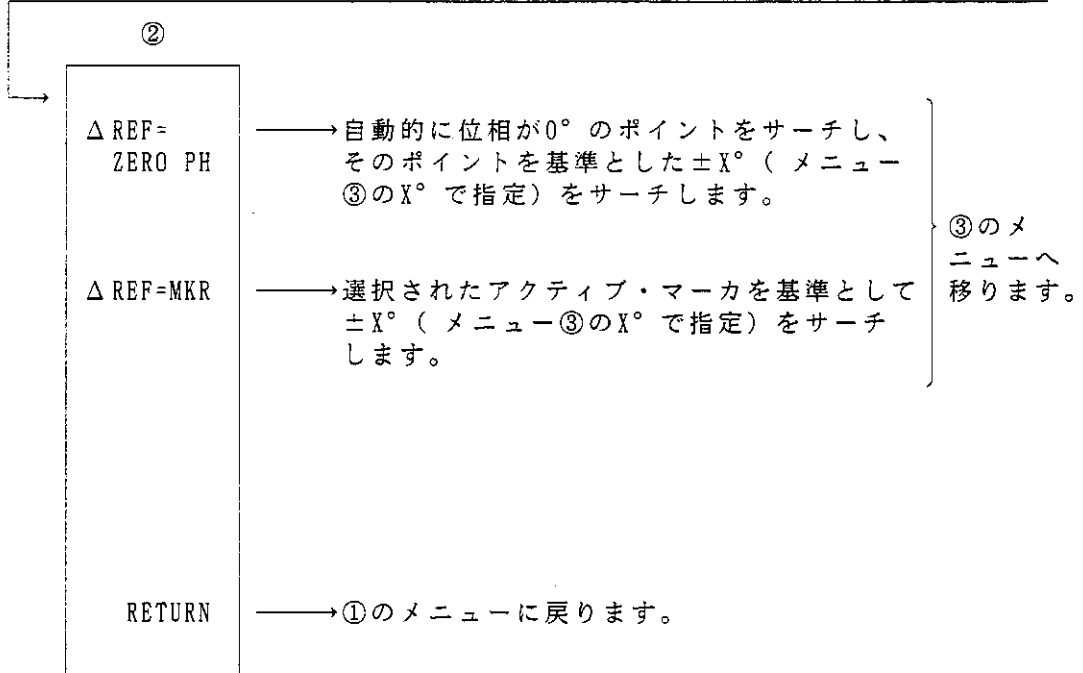 ②
Δ REF=
ZERO PH
自動的に位相が0°のポイントをサーチし、
そのポイントを基準とした±X°( メニュー
③のX°で指定) をサーチします。
Δ REF=MKR
選択されたアクティブ・マーカを基準として
±X°( メニュー③のX°で指定) をサーチ
します。
③のメ
ニューへ
移ります。
RETURN
①のメニューに戻ります。